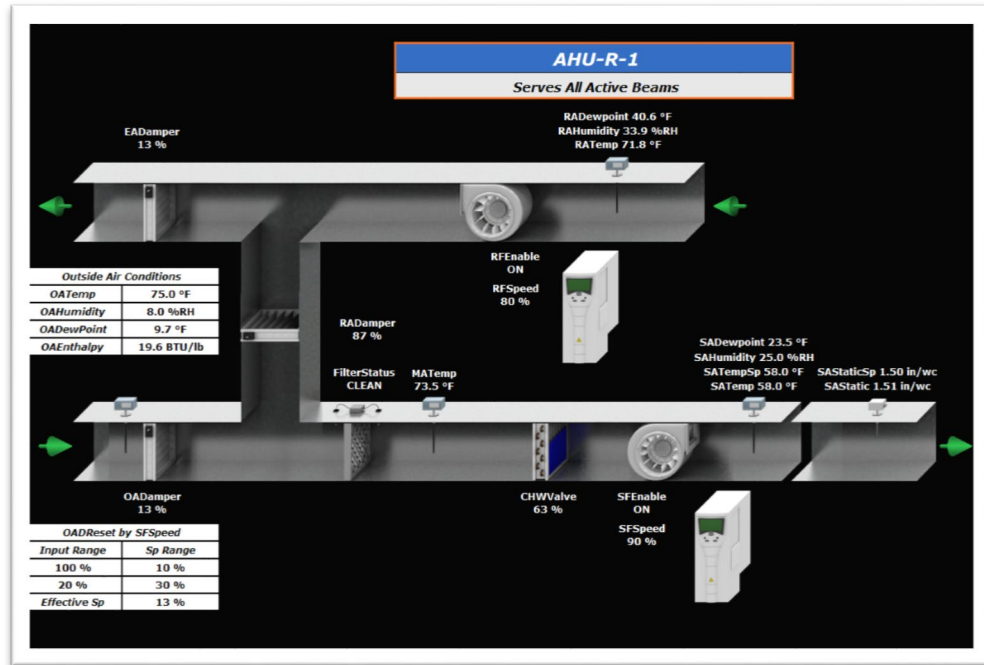 AHU-R-1
Serves All Active Beams
RADewpoint 40.6 °F
RAHumidity 33.9 %RH
RATemp 71.8 °F
EADamper
13 %
RFEnable
ON
RFSpeed
80 %
Outside Air Conditions
OATemp 75.0 °F
OAHumidity 8.0 %RH
OADewPoint 9.7 °F
OAEnthalpy 19.6 BTU/lb
RADamper
87 %
FilterStatus
CLEAN
MATemp
73.5 °F
SADewpoint 23.5 °F
SAHumidity 25.0 %RH
SATempSp 58.0 °F
SATemp 58.0 °F
SAStaticSp 1.50 in/wc
SAStatic 1.51 in/wc
OADamper
13 %
CHWValve
63 %
SFEnable
ON
SFSpeed
90 %
OADReset by SFSpeed
Input Range Sp Range
100 % 10 %
20 % 30 %
Effective Sp 13 %